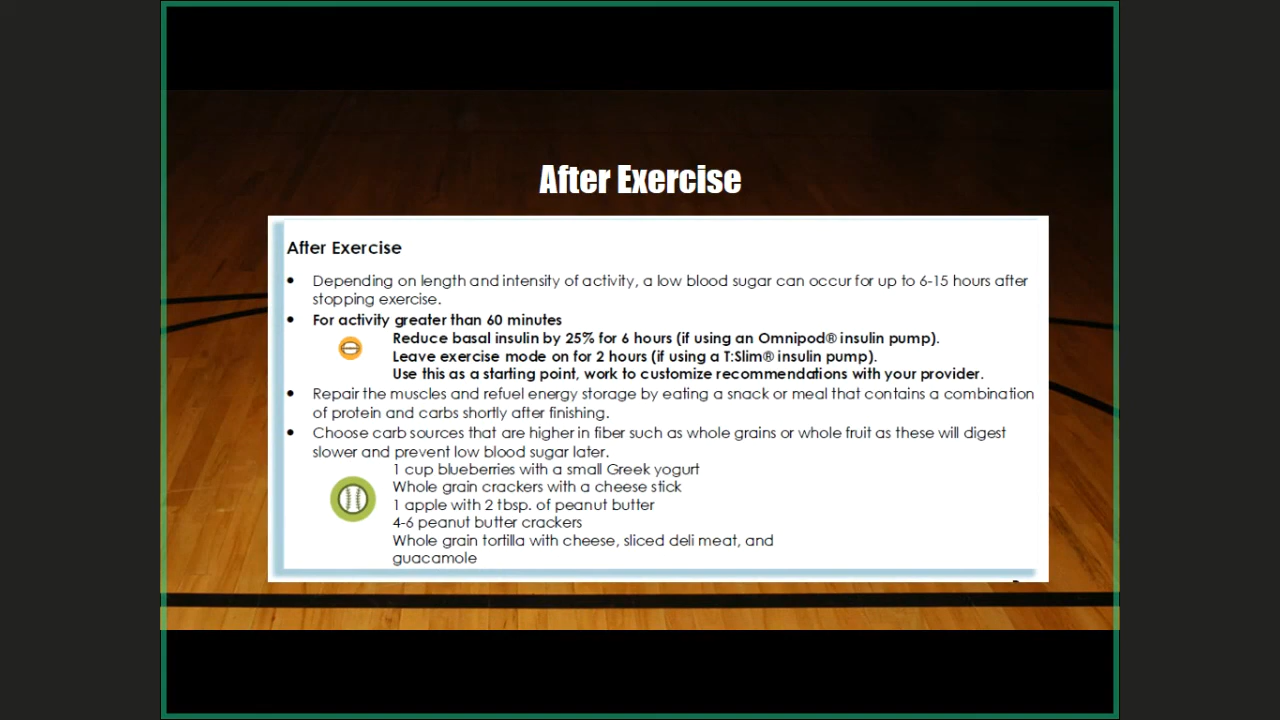 After Exercise
After Exercise
• Depending on length and intensity of activity, a low blood sugar can occur for up to 6-15 hours after
stopping exercise.
• For activity greater than 60 minutes
Reduce basal insulin by 25% for 6 hours (if using an Omnipod® insulin pump).
Leave exercise mode on for 2 hours (if using a T:Slim® insulin pump).
Use this as a starting point, work to customize recommendations with your provider.
• Repair the muscles and refuel energy storage by eating a snack or meal that contains a combination
of protein and carbs shortly after finishing.
• Choose carb sources that are higher in fiber such as whole grains or whole fruit as these will digest
slower and prevent low blood sugar later.
1 cup blueberries with a small Greek yogurt
Whole grain crackers with a cheese stick
1 apple with 2 tbsp. of peanut butter
4-6 peanut butter crackers
Whole grain tortilla with cheese, sliced deli meat, and
guacamole